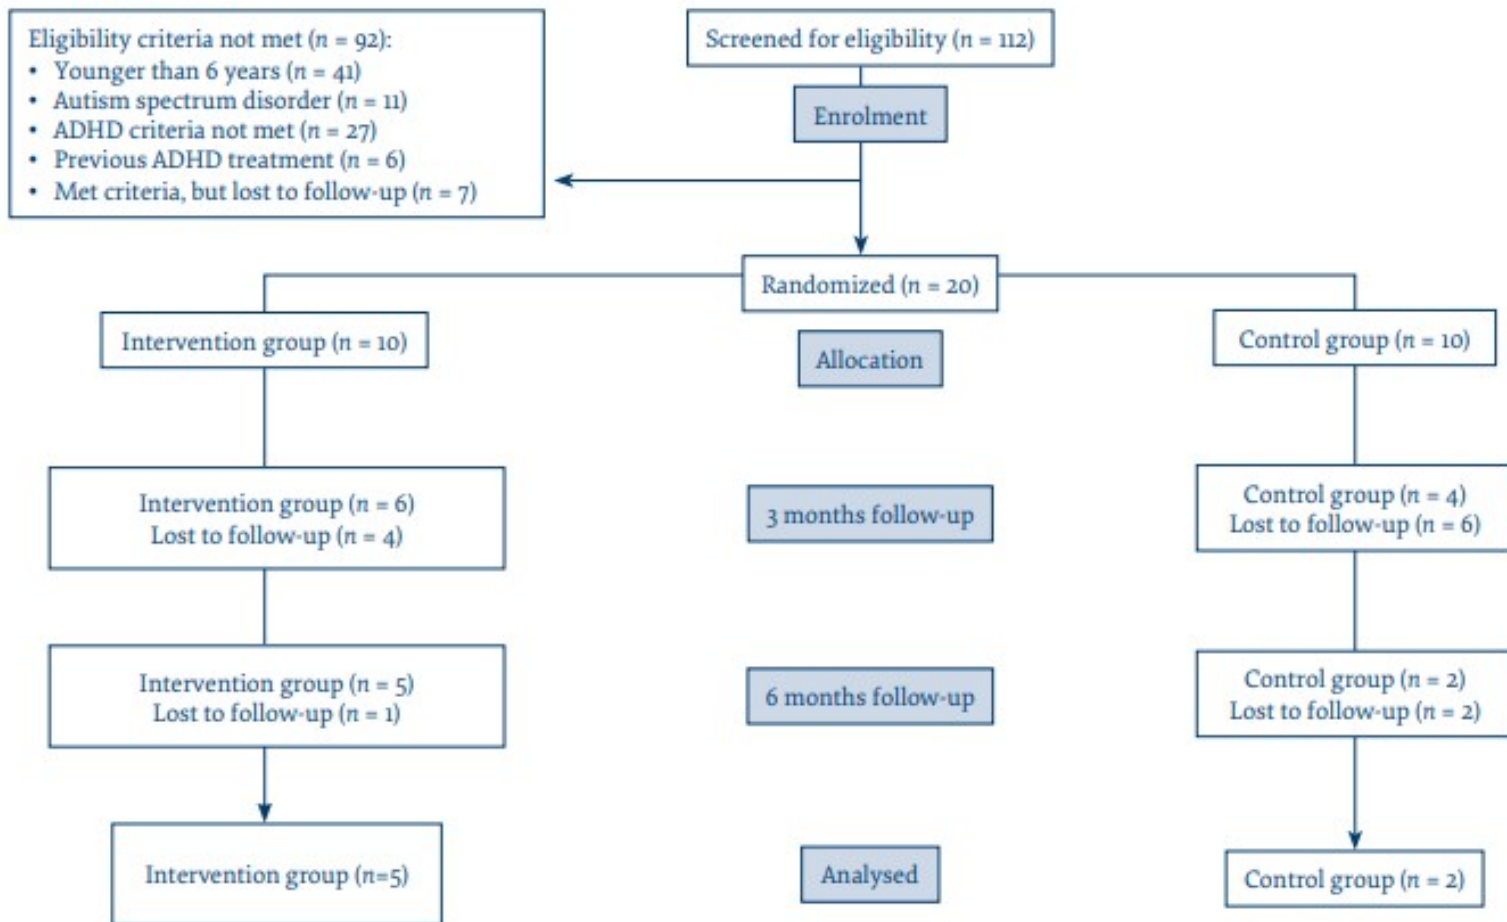 Eligibility criteria not met (n = 92):
• Younger than 6 years (n = 41)
• Autism spectrum disorder (n = 11)
• ADHD criteria not met (n = 27)
• Previous ADHD treatment (n = 6)
• Met criteria, but lost to follow-up (n = 7)
Screened for eligibility (n = 112)
Enrolment
Randomized (n = 20)
Intervention group (n = 10)
Allocation
Control group (n = 10)
Intervention group (n = 6)
Lost to follow-up (n = 4)
3 months follow-up
Control group (n = 4)
Lost to follow-up (n = 6)
Intervention group (n = 5)
Lost to follow-up (n = 1)
6 months follow-up
Control group (n = 2)
Lost to follow-up (n = 2)
Intervention group (n=5)
Analysed
Control group (n = 2)